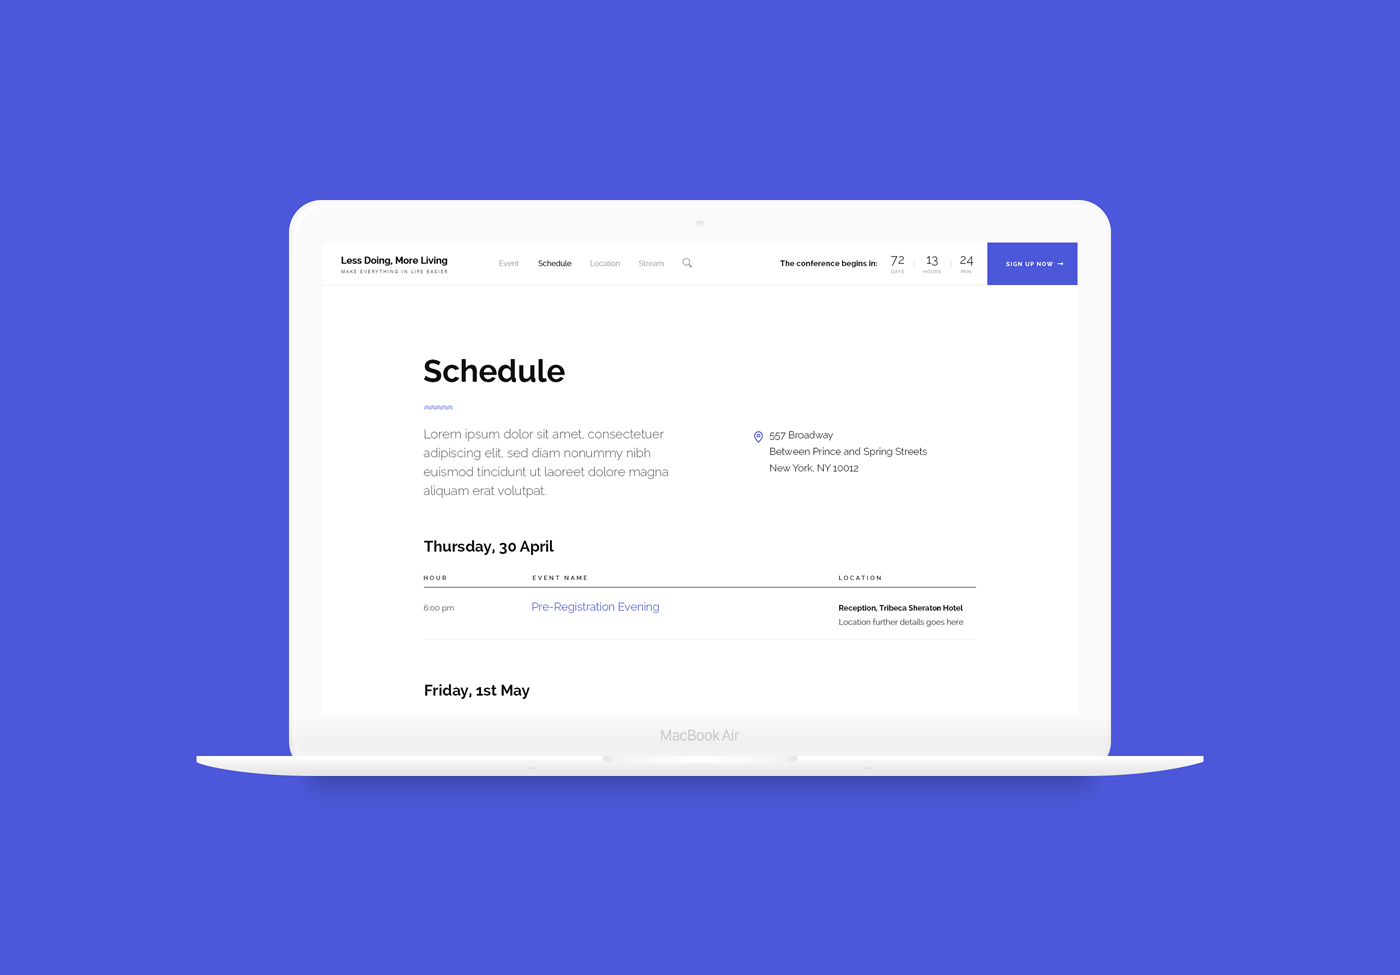 Less Doing, More Living
MAKE EVERYTHING IN LIFE EASIER
Event Schedule Location Stream
The conference begins in: 72 13 24
DAYS HOURS MIN.
SIGN UP NOW →
Schedule
Lorem ipsum dolor sit amet, consectetuer
adipiscing elit, sed diam nonummy nibh
euismod tincidunt ut laoreet dolore magna
aliquam erat volutpat.
557 Broadway
Between Prince and Spring Streets
New York, NY 10012
Thursday, 30 April
HOUR EVENT NAME LOCATION
6:00 pm Pre-Registration Evening Reception, Tribeca Sheraton Hotel
Location further details goes here
Friday, 1st May
MacBook Air